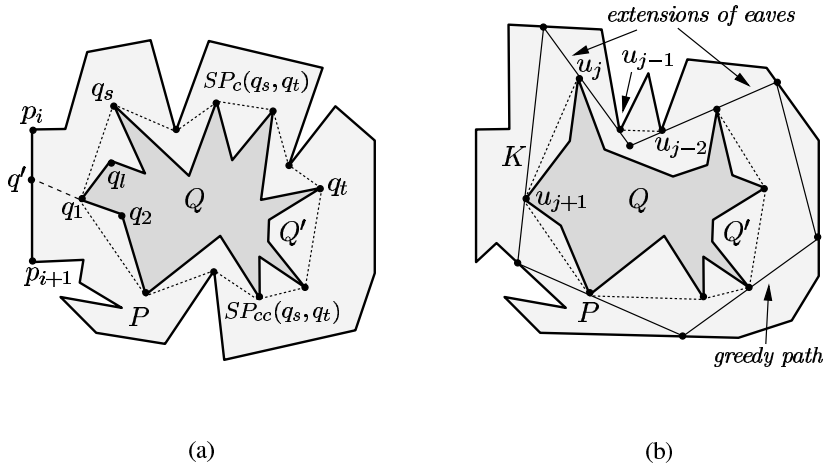 extensions of eaves
q_s
SP_c(q_s, q_t)
u_j
u_{j−1}
p_i
q_l
K
u_{j−2}
q'
q_1
q_2
Q
q_t
u_{j+1}
Q
Q'
Q'
p_{i+1}
P
SP_{cc}(q_s, q_t)
P
greedy path
(a)
(b)